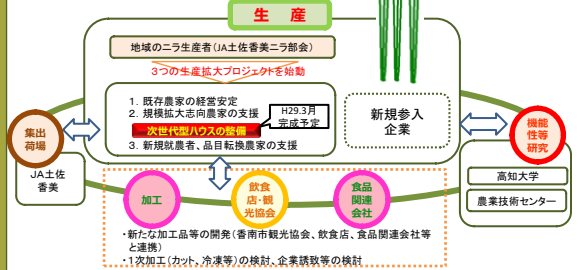 生 産
地域のニラ生産者(JA土佐香美ニラ部会)
3つの生産拡大プロジェクトを始動
1. 既存農家の経営安定
2. 規模拡大志向農家の支援
次世代型ハウスの整備
H29.3月
完成予定
3. 新規就農者、品目転換農家の支援
新規参入
企業
集出
荷場
JA土佐
香美
機能
性等
研究
高知大学
農業技術センター
加工
飲食
店・観
光協会
食品
関連
会社
・新たな加工品等の開発(香南市観光協会、飲食店、食品関連会社等
と連携)
・1次加工(カット、冷凍等)の検討、企業誘致等の検討